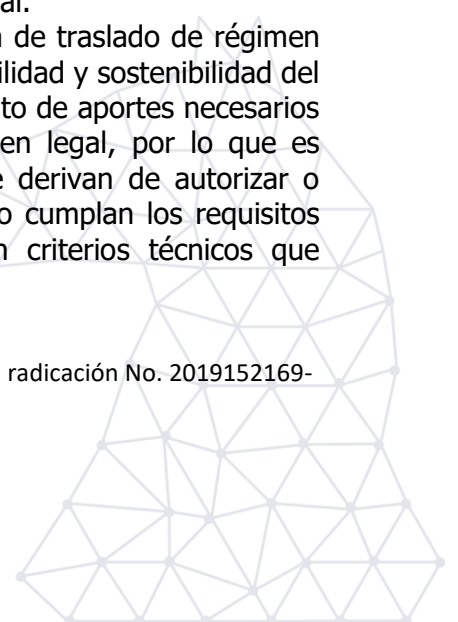 al.
de traslado de régimen
ilidad y sostenibilidad del
to de aportes necesarios
en legal, por lo que es
derivan de autorizar o
o cumplan los requisitos
criterios técnicos que
radicación No. 2019152169-